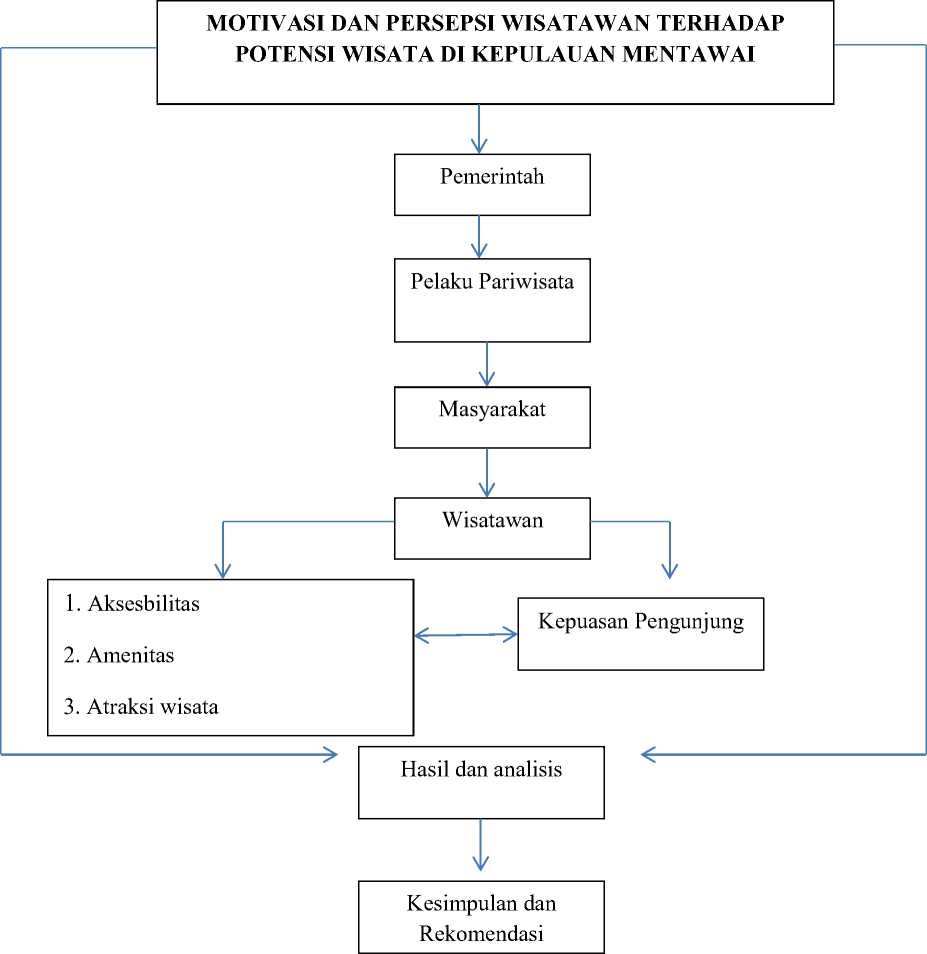 MOTIVASI DAN PERSEPSI WISATAWAN TERHADAP
POTENSI WISATA DI KEPULAUAN MENTAWAI
Pemerintah
Pelaku Pariwisata
Masyarakat
Wisatawan
1. Aksesbilitas
2. Amenitas
3. Atraksi wisata
Kepuasan Pengunjung
Hasil dan analisis
Kesimpulan dan
Rekomendasi